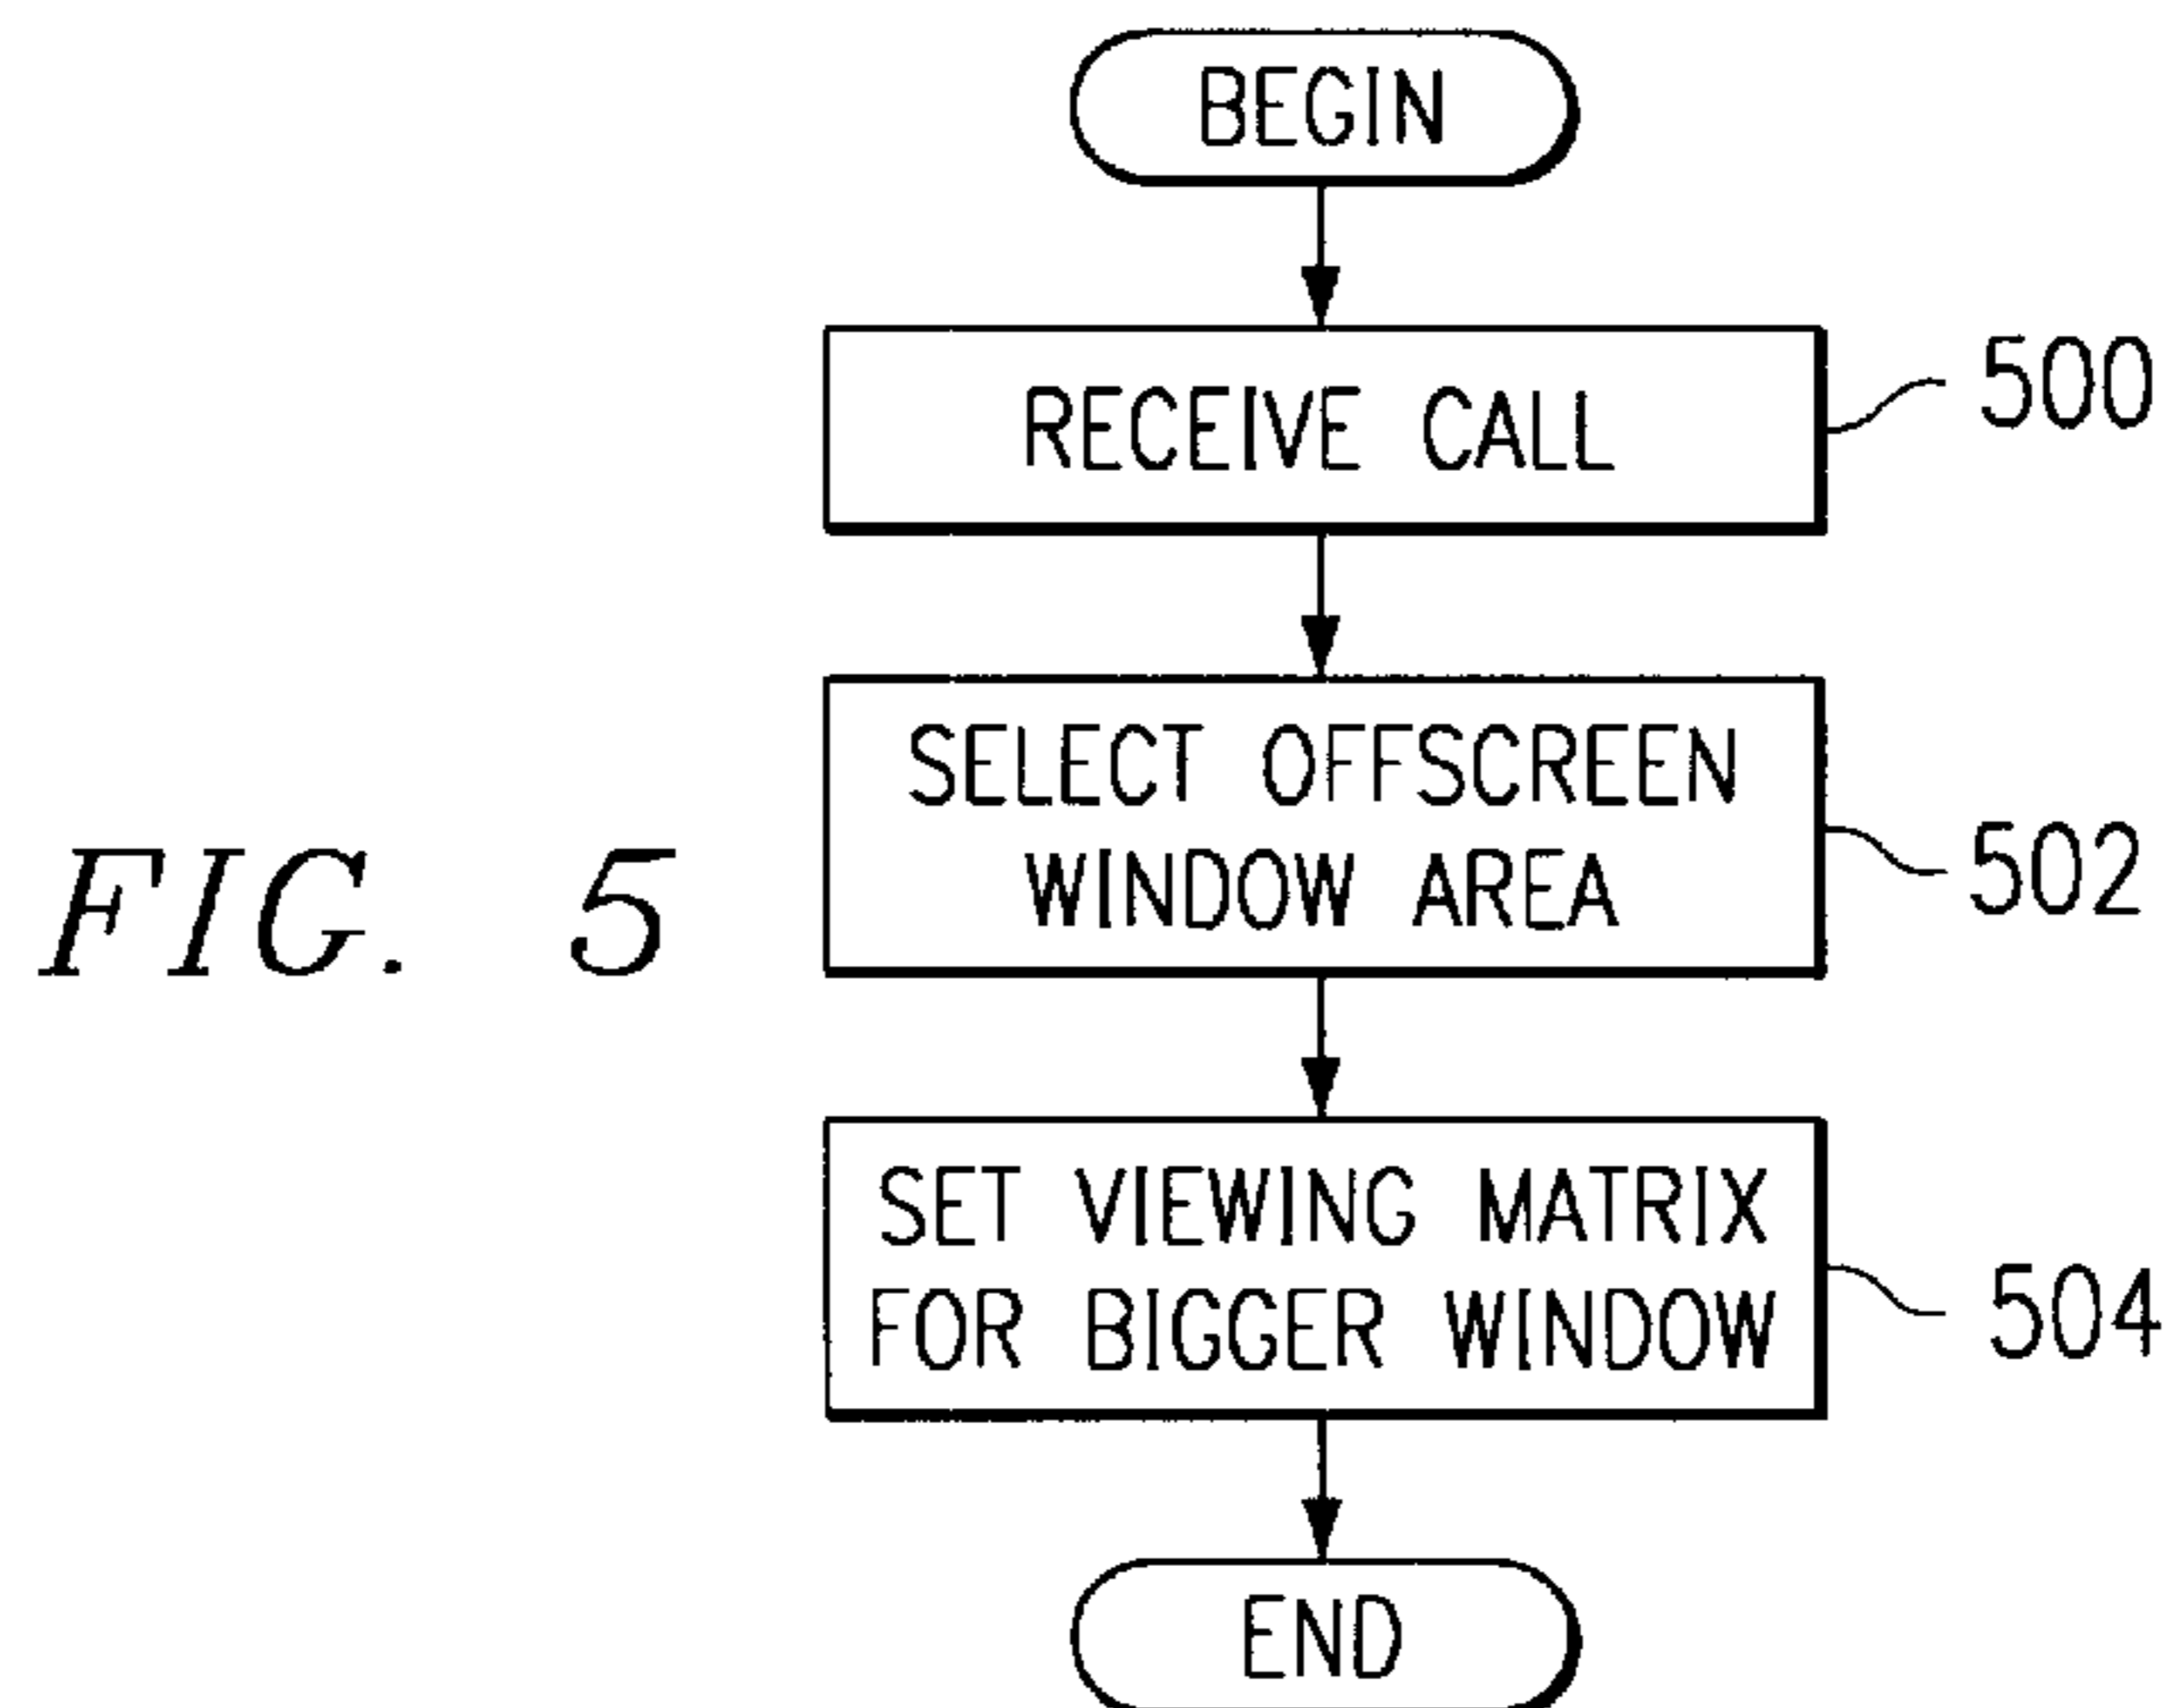 BEGIN
RECEIVE CALL
500
SELECT OFFSCREEN
WINDOW AREA
502
FIG. 5
SET VIEWING MATRIX
FOR BIGGER WINDOW
504
END